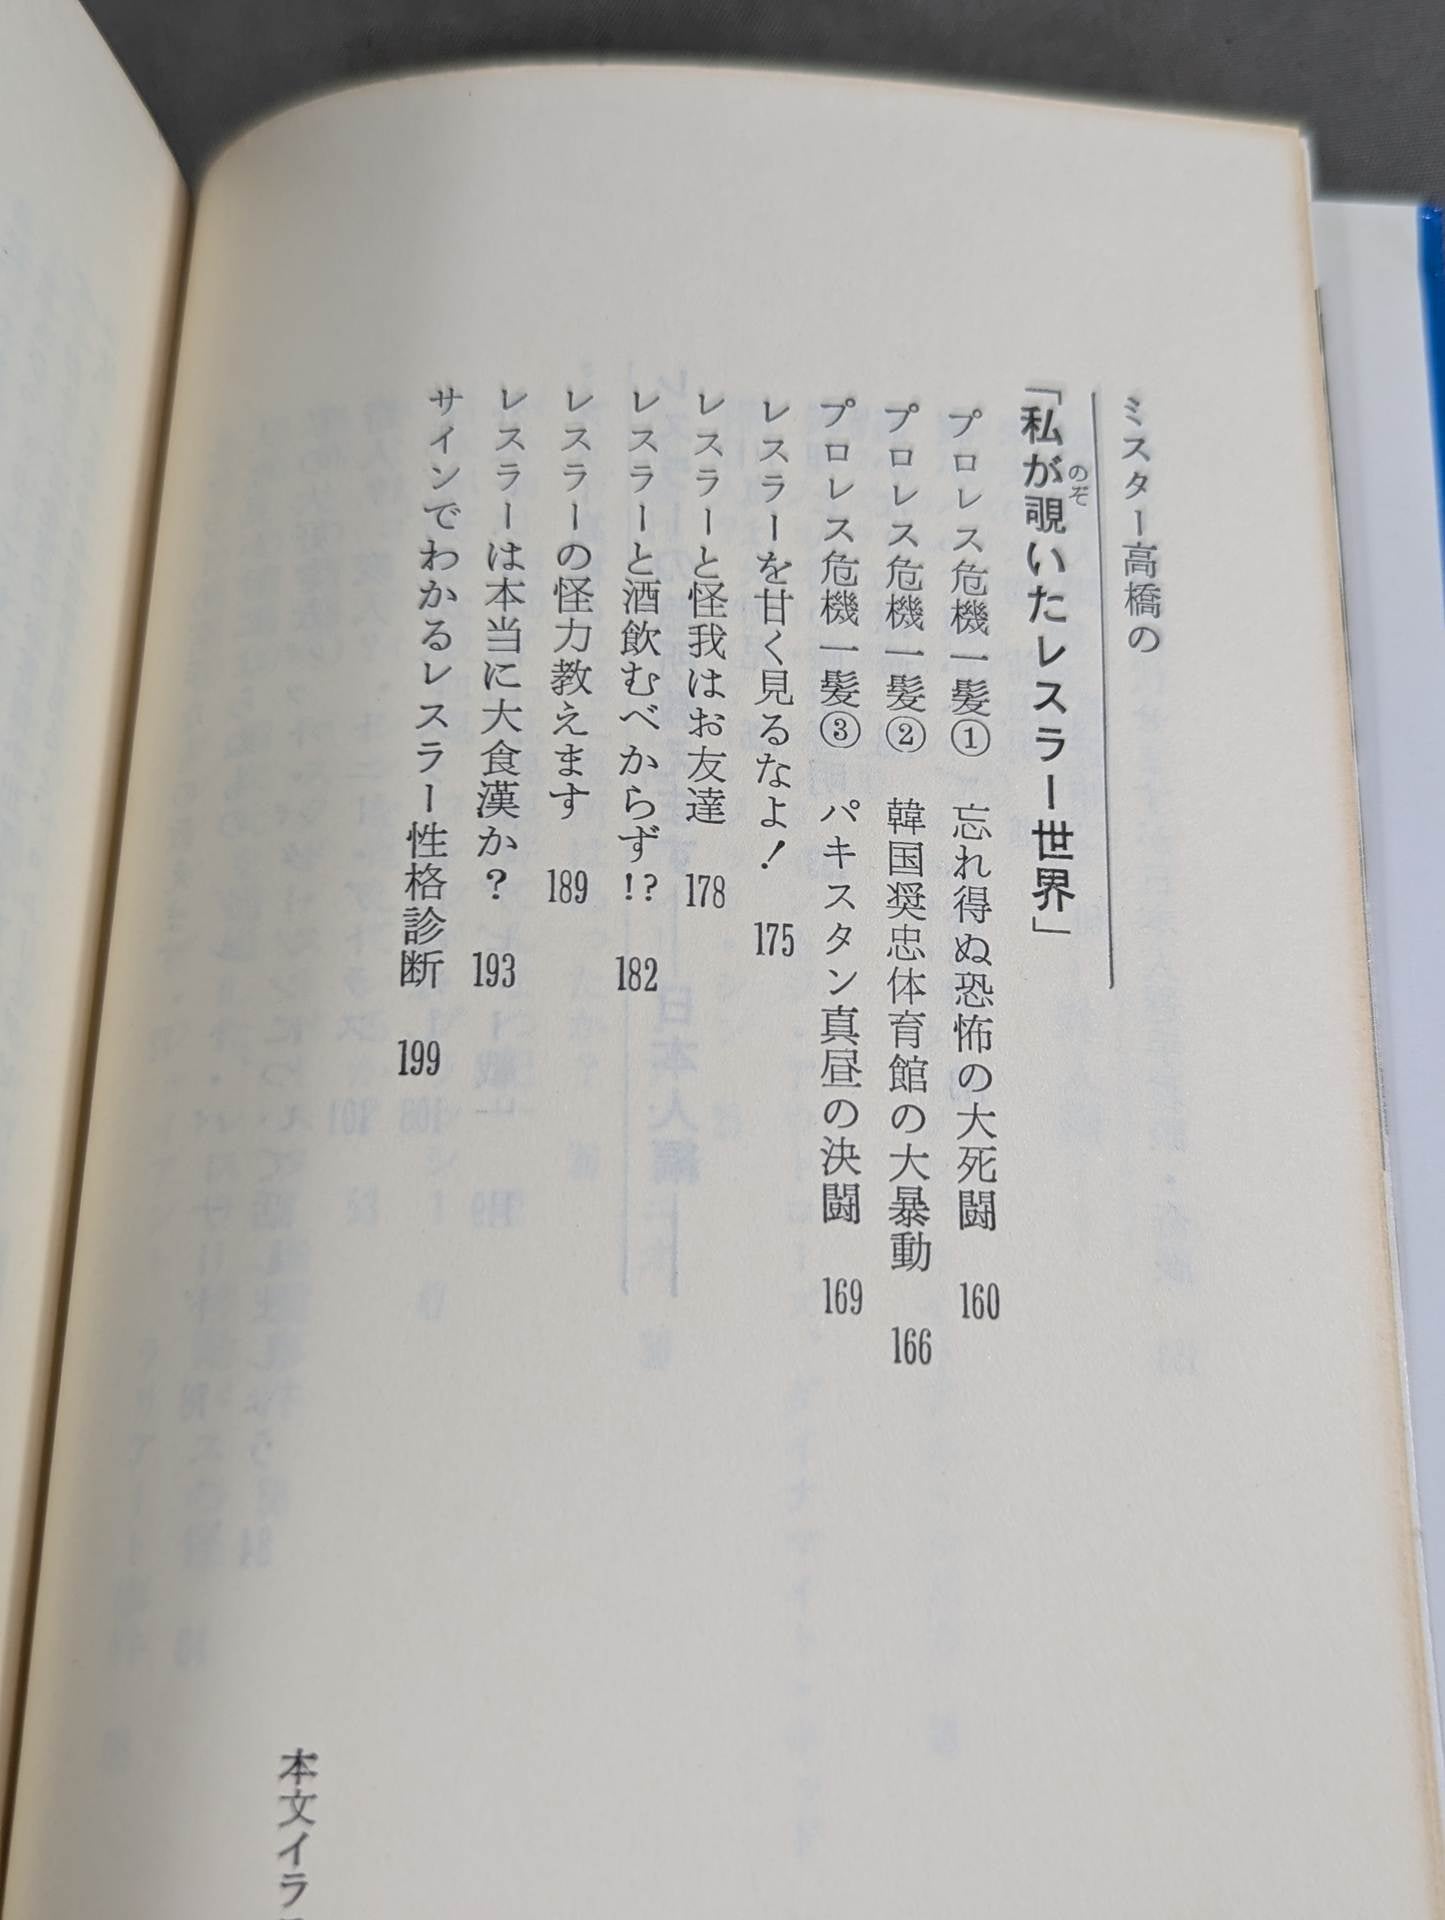 ミスター高橋の
「私が覗いたレスラー世界」
のぞ
プロレス危機一髪① 忘れ得ぬ恐怖の大死闘 160
プロレス危機一髪② 韓国奨忠体育館の大暴動 166
プロレス危機一髪③ パキスタン真昼の決闘 169
レスラーを甘く見るなよ! 175
レスラーと怪我はお友達 178
レスラーと酒飲むべからず!? 182
レスラーの怪力教えます 189
レスラーは本当に大食漢か? 193
サインでわかるレスラー性格診断 199
本文イラ